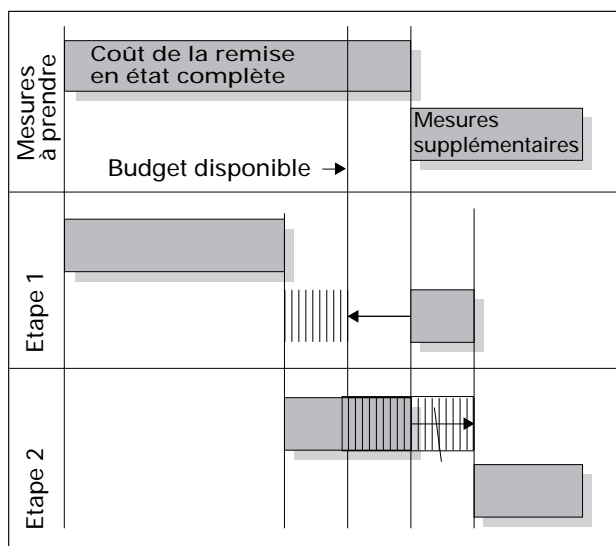 Mesures
à prendre
Coût de la remise
en état complète
Mesures
supplémentaires
Budget disponible
Etape 1
Etape 2